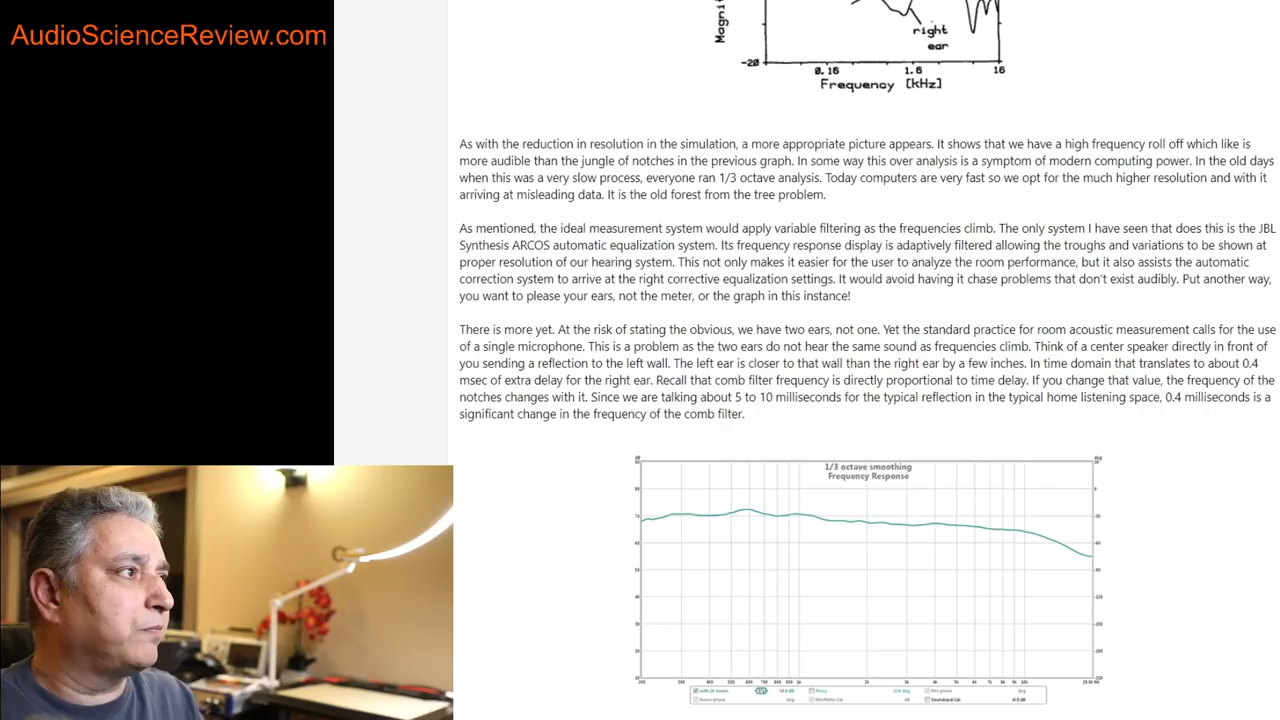 AudioScienceReview.com
right
ear
-20
0.16
1.6
16
Frequency [kHz]
As with the reduction in resolution in the simulation, a more appropriate picture appears. It shows that we have a high frequency roll off which like is
more audible than the jungle of notches in the previous graph. In some way this over analysis is a symptom of modern computing power. In the old days
when this was a very slow process, everyone ran 1/3 octave analysis. Today computers are very fast so we opt for the much higher resolution and with it
arriving at misleading data. It is the old forest from the tree problem.
As mentioned, the ideal measurement system would apply variable filtering as the frequencies climb. The only system I have seen that does this is the JBL
Synthesis ARCOS automatic equalization system. Its frequency response display is adaptively filtered allowing the troughs and variations to be shown at
proper resolution of our hearing system. This not only makes it easier for the user to analyze the room performance, but it also assists the automatic
correction system to arrive at the right corrective equalization settings. It would avoid having it chase problems that don't exist audibly. Put another way,
you want to please your ears, not the meter, or the graph in this instance!
There is more yet. At the risk of stating the obvious, we have two ears, not one. Yet the standard practice for room acoustic measurement calls for the use
of a single microphone. This is a problem as the two ears do not hear the same sound as frequencies climb. Think of a center speaker directly in front of
you sending a reflection to the left wall. The left ear is closer to that wall than the right ear by a few inches. In time domain that translates to about 0.4
msec of extra delay for the right ear. Recall that comb filter frequency is directly proportional to time delay. If you change that value, the frequency of the
notches changes with it. Since we are talking about 5 to 10 milliseconds for the typical reflection in the typical home listening space, 0.4 milliseconds is a
significant change in the frequency of the comb filter.
1/3 octave smoothing
Frequency Response